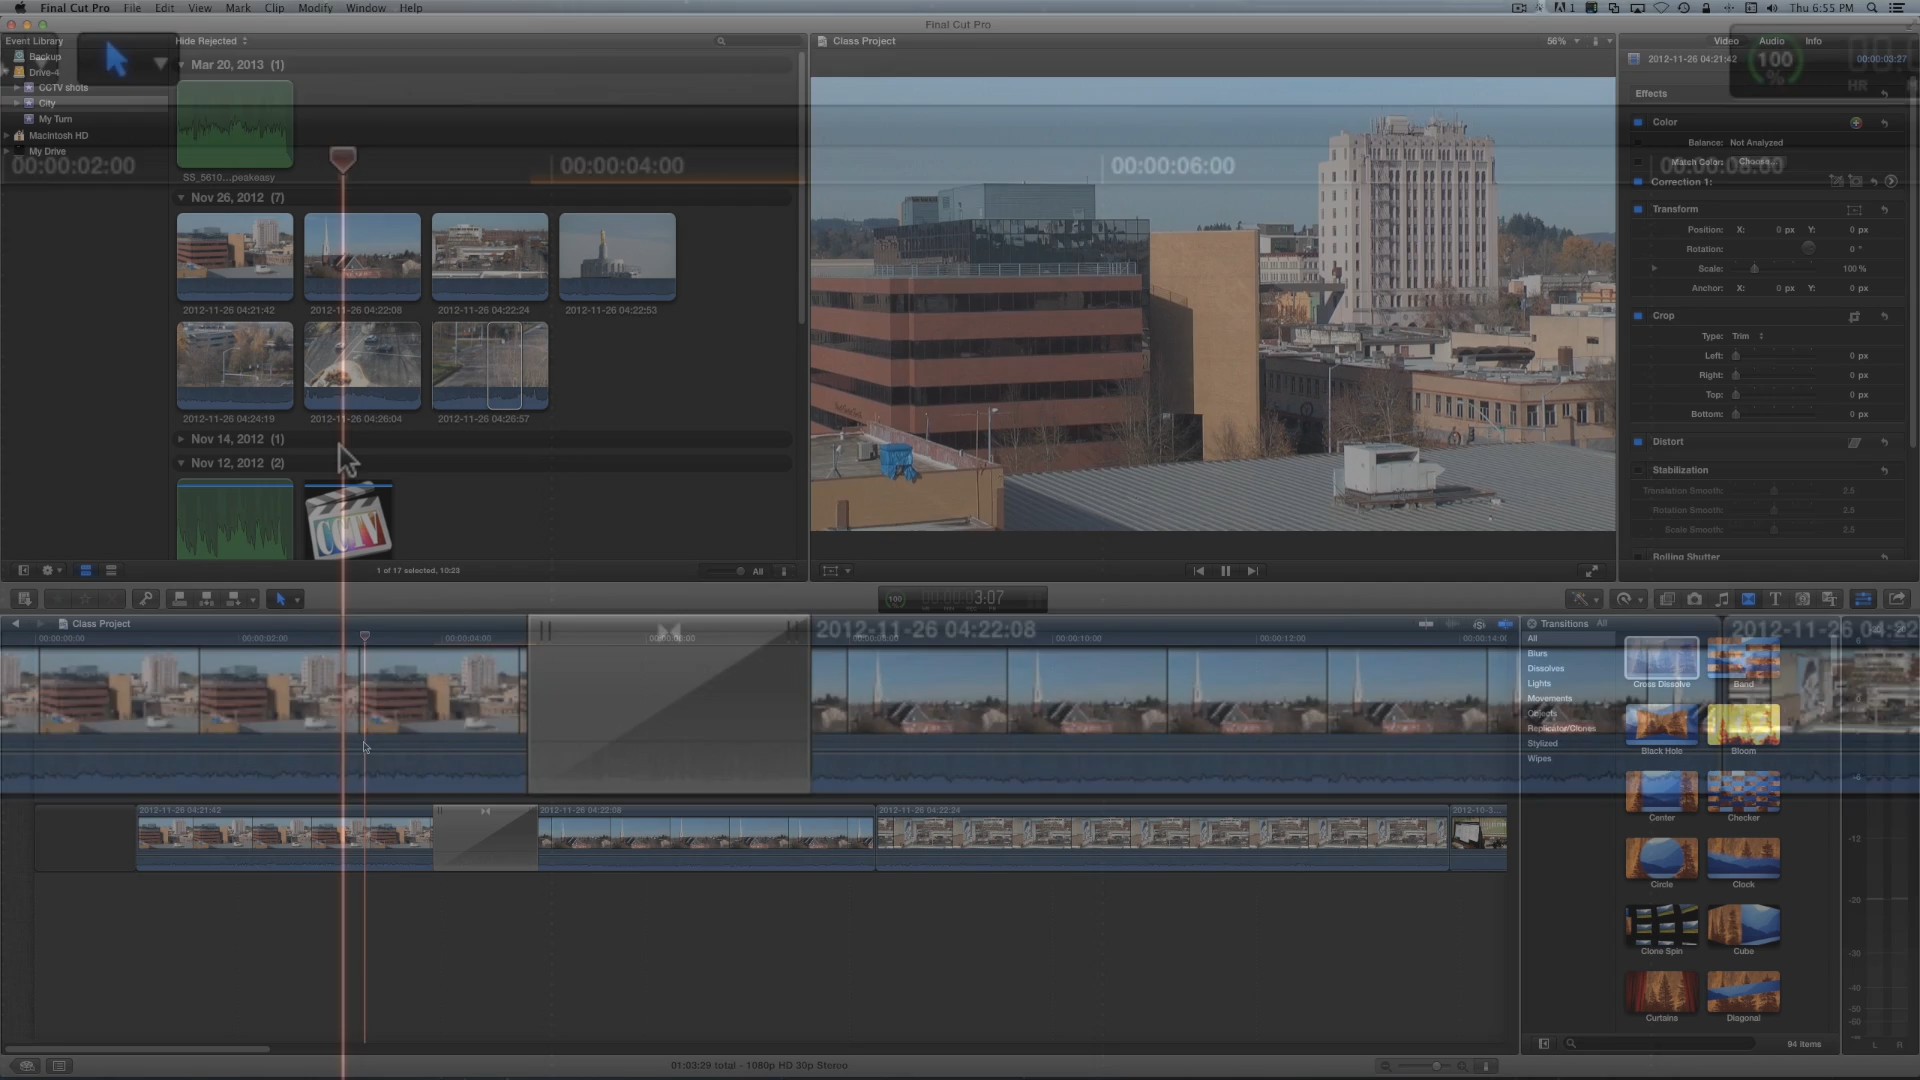 Final Cut Pro File Edit View Mark Clip Modify Window Help
1 Thu 6:55 PM
Final Cut Pro
Event Library
Backup
Drive-4
CCTV shots
City
My Turn
Macintosh HD
My Drive
Hide Rejected
Mar 20, 2013 (1)
SS_5610...peakeasy
Nov 26, 2012 (7)
2012-11-26 04:21:42
2012-11-26 04:22:08
2012-11-26 04:22:24
2012-11-26 04:22:53
2012-11-26 04:24:19
2012-11-26 04:26:04
2012-11-26 04:26:57
Nov 14, 2012 (1)
Nov 12, 2012 (2)
CCTV
1 of 17 selected, 10:23
All
00:00:02:00
00:00:04:00
00:00:06:00
00:00:08:00
Class Project
56%
Video Audio Info
2012-11-26 04:21:42
00:00:03:27
100
%
HR
Effects
Color
Balance: Not Analyzed
Match Color: Choose...
Correction 1:
Transform
Position: X: 0 px Y: 0 px
Rotation: 0 °
Scale: 100 %
Anchor: X: 0 px Y: 0 px
Crop
Type: Trim
Left: 0 px
Right: 0 px
Top: 0 px
Bottom: 0 px
Distort
Stabilization
Translation Smooth: 2.5
Rotation Smooth: 2.5
Scale Smooth: 2.5
Rolling Shutter
100
3:07
Class Project
00:00:00:00
00:00:02:00
00:00:04:00
00:00:06:00
00:00:10:00
00:00:12:00
00:00:14:00
2012-11-26 04:22:08
2012-11-26 04:22
2012-11-26 04:21:42
2012-11-26 04:22:08
2012-11-26 04:22:24
2012-10-3...
Transitions All
All
Blurs
Dissolves
Lights
Movements
Objects
Replicator/Clones
Stylized
Wipes
Cross Dissolve
Band
Black Hole
Bloom
Center
Checker
Circle
Clock
Clone Spin
Cube
Curtains
Diagonal
94 items
-12
-20
-30
-40
-50
-60
L R
01:03:29 total - 1080p HD 30p Stereo